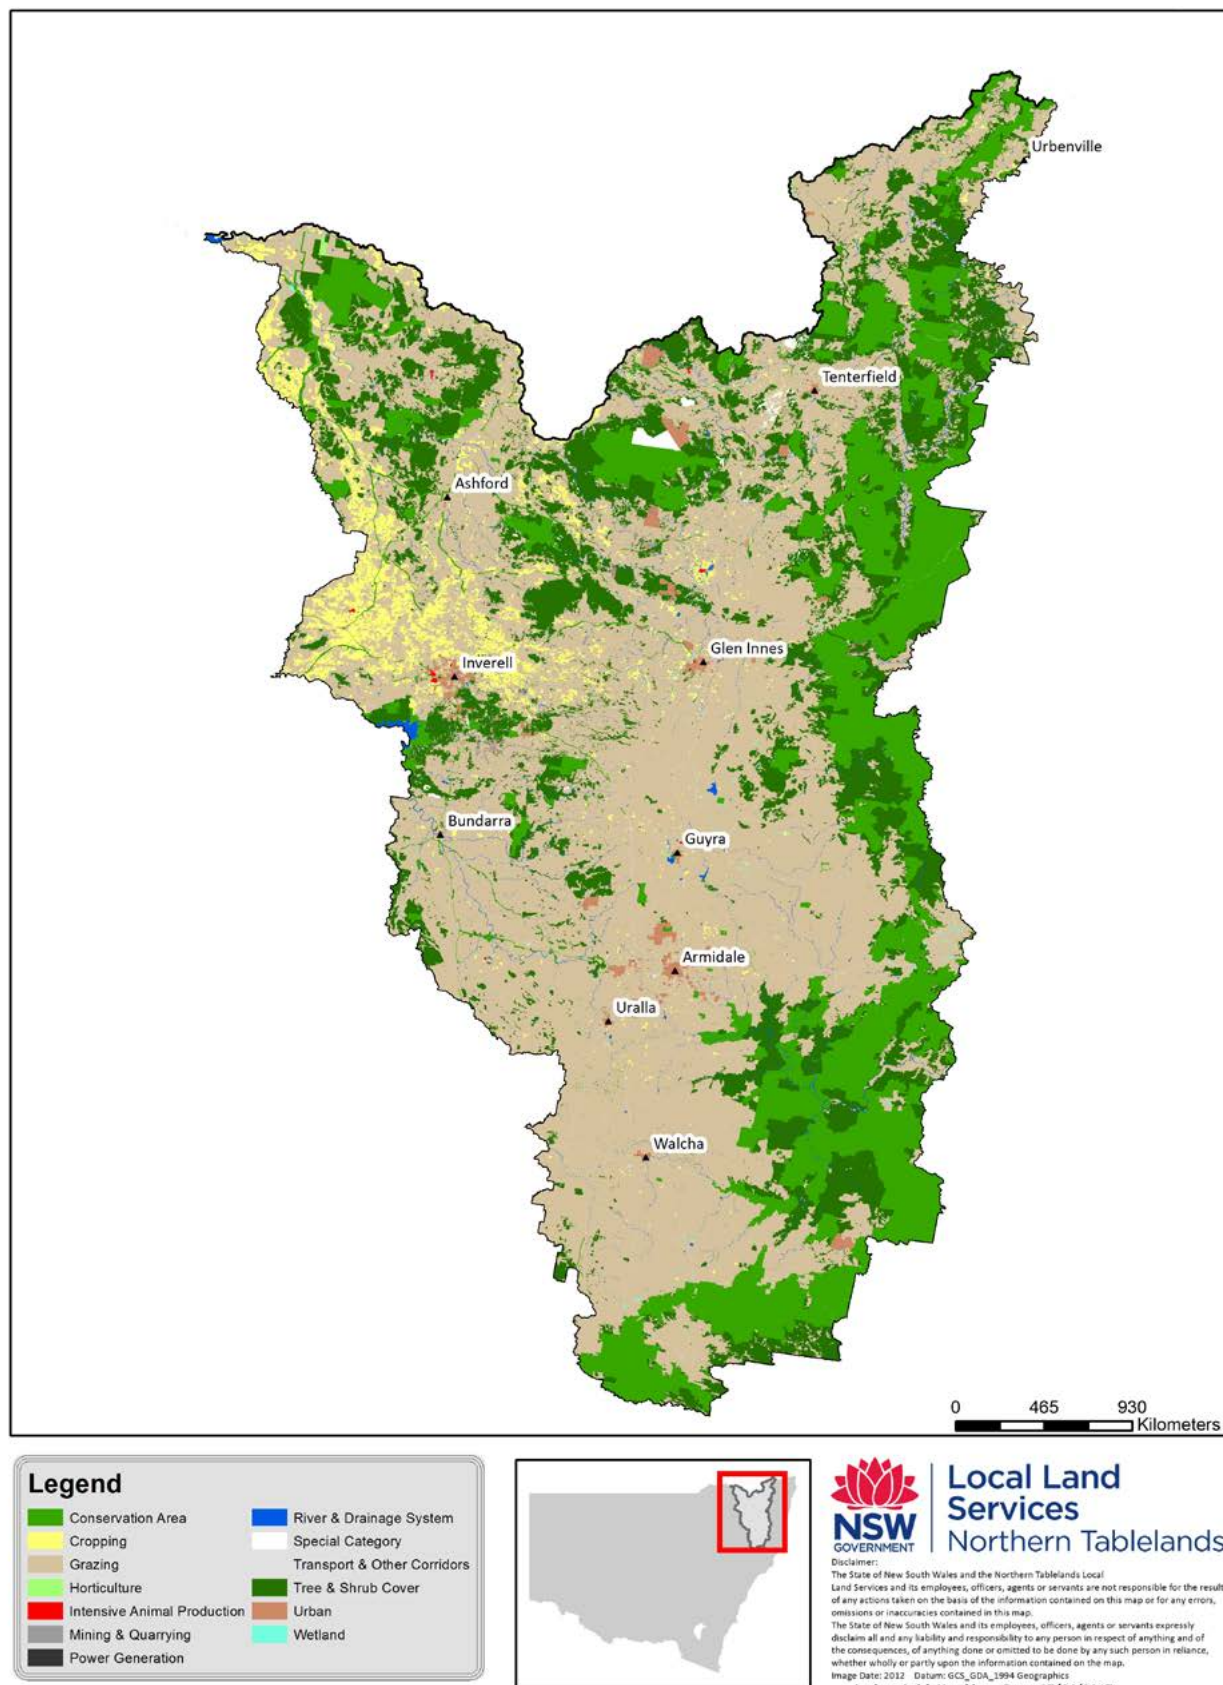 Urbenville
Tenterfield
Ashford
Glen Innes
Inverell
Bundarra
Guyra
Armidale
Uralla
Walcha
0 465 930
Kilometers
Legend
Conservation Area
Cropping
Grazing
Horticulture
Intensive Animal Production
Mining & Quarrying
Power Generation
River & Drainage System
Special Category
Transport & Other Corridors
Tree & Shrub Cover
Urban
Wetland
NSW
GOVERNMENT
Local Land
Services
Northern Tablelands
Disclaimer:
The State of New South Wales and the Northern Tablelands Local
Land Services and its employees, officers, agents or servants are not responsible for the result
of any actions taken on the basis of the information contained on this map or for any errors,
omissions or inaccuracies contained in this map.
The State of New South Wales and its employees, officers, agents or servants expressly
disclaim all and any liability and responsibility to any person in respect of anything and of
the consequences, of anything done or omitted to be done by any such person in reliance,
whether wholly or partly upon the information contained on the map.
Image Date: 2012 Datum: GCS_GDA_1994 Geographics